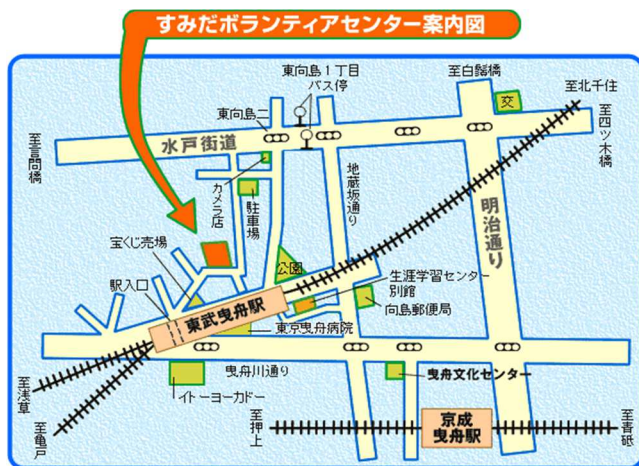 すみだボランティアセンター案内図
東向島1丁目
バス停
至白鬚橋
至北千住
交
東向島二
水戸街道
至言問橋
至四ツ木橋
カメラ店
駐車場
地蔵坂通り
明治通り
宝くじ売場
公園
生涯学習センター
別館
駅入口
東武曳舟駅
向島郵便局
東京曳舟病院
曳舟川通り
曳舟文化センター
至浅草
イトーヨーカドー
至亀戸
至押上
京成
曳舟駅
至青砥